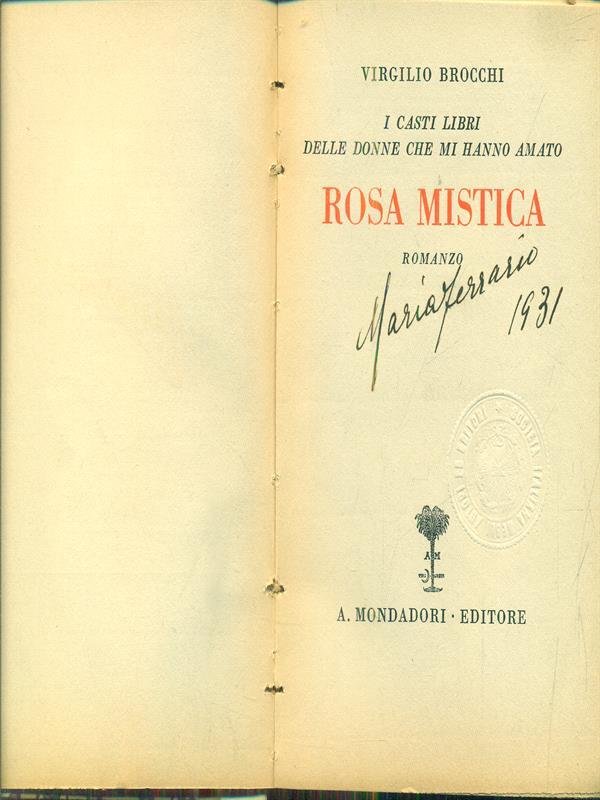 VIRGILIO BROCCHI
I CASTI LIBRI
DELLE DONNE CHE MI HANNO AMATO
ROSA MISTICA
ROMANZO
Maria Ferrario
1931
A M
A. MONDADORI · EDITORE